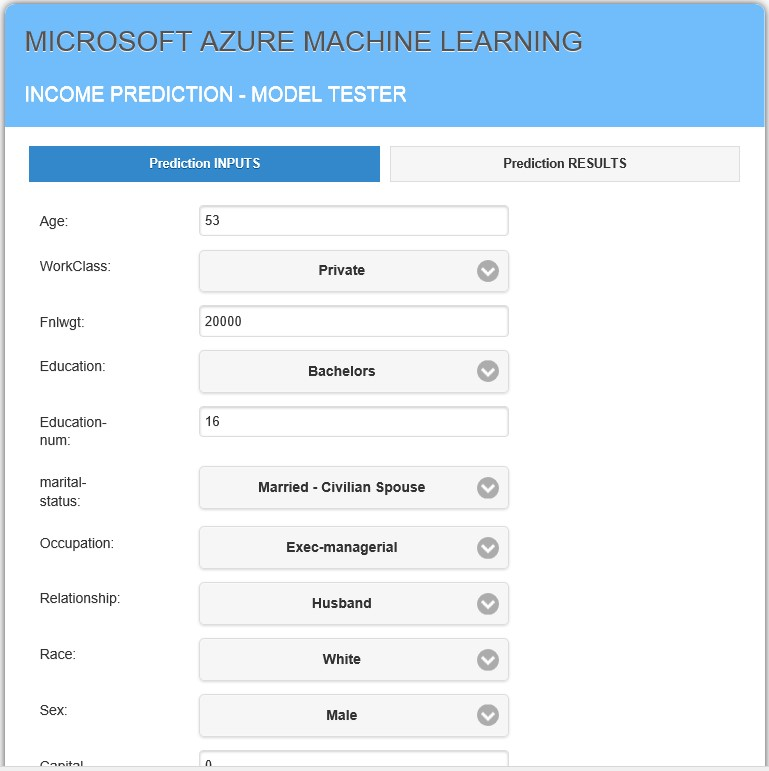 MICROSOFT AZURE MACHINE LEARNING
INCOME PREDICTION - MODEL TESTER
Prediction INPUTS Prediction RESULTS
Age: 53
WorkClass: Private
Fnlwgt: 20000
Education: Bachelors
Education-
num: 16
marital-
status: Married - Civilian Spouse
Occupation: Exec-managerial
Relationship: Husband
Race: White
Sex: Male
Capital 0